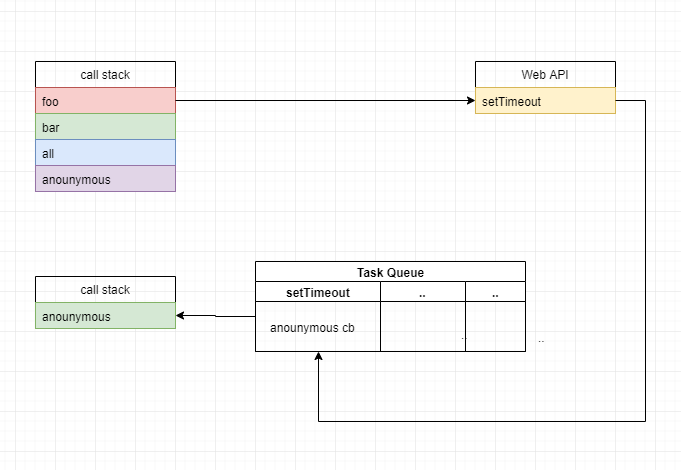 call stack
Web API
foo
setTimeout
bar
all
anounymous
Task Queue
setTimeout .. ..
call stack
anounymous
anounymous cb
.. ..